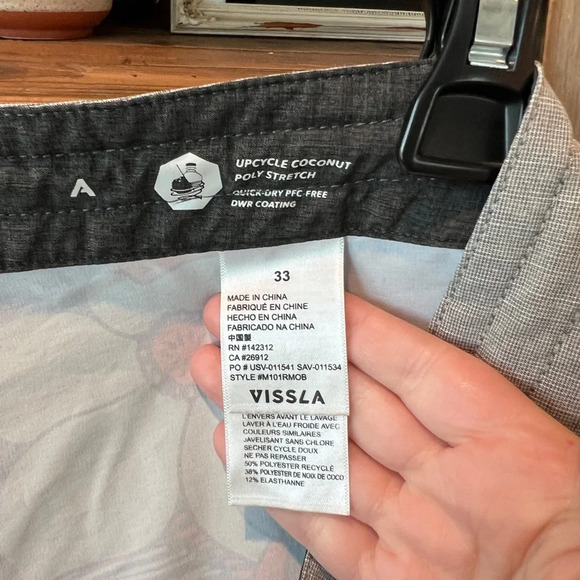 UPCYCLE COCONUT
POLY STRETCH
QUICK-DRY PFC-FREE
DWR COATING
33
MADE IN CHINA
FABRIQUÉ EN CHINE
HECHO EN CHINA
FABRICADO NA CHINA
中国製
RN #142312
CA #26912
PO # USV-011541 SAV-011534
STYLE #M101RMOB
VISSLA
L'ENVERS AVANT LE LAVAGE
LAVER À L'EAU FROIDE AVEC
COULEURS SIMILAIRES
JAVELISANT SANS CHLORE
SECHER CYCLE DOUX
NE PAS REPASSER
50% POLYESTER RECYCLÉ
38% POLYESTER DE NOIX DE COCO
12% ELASTHANNE